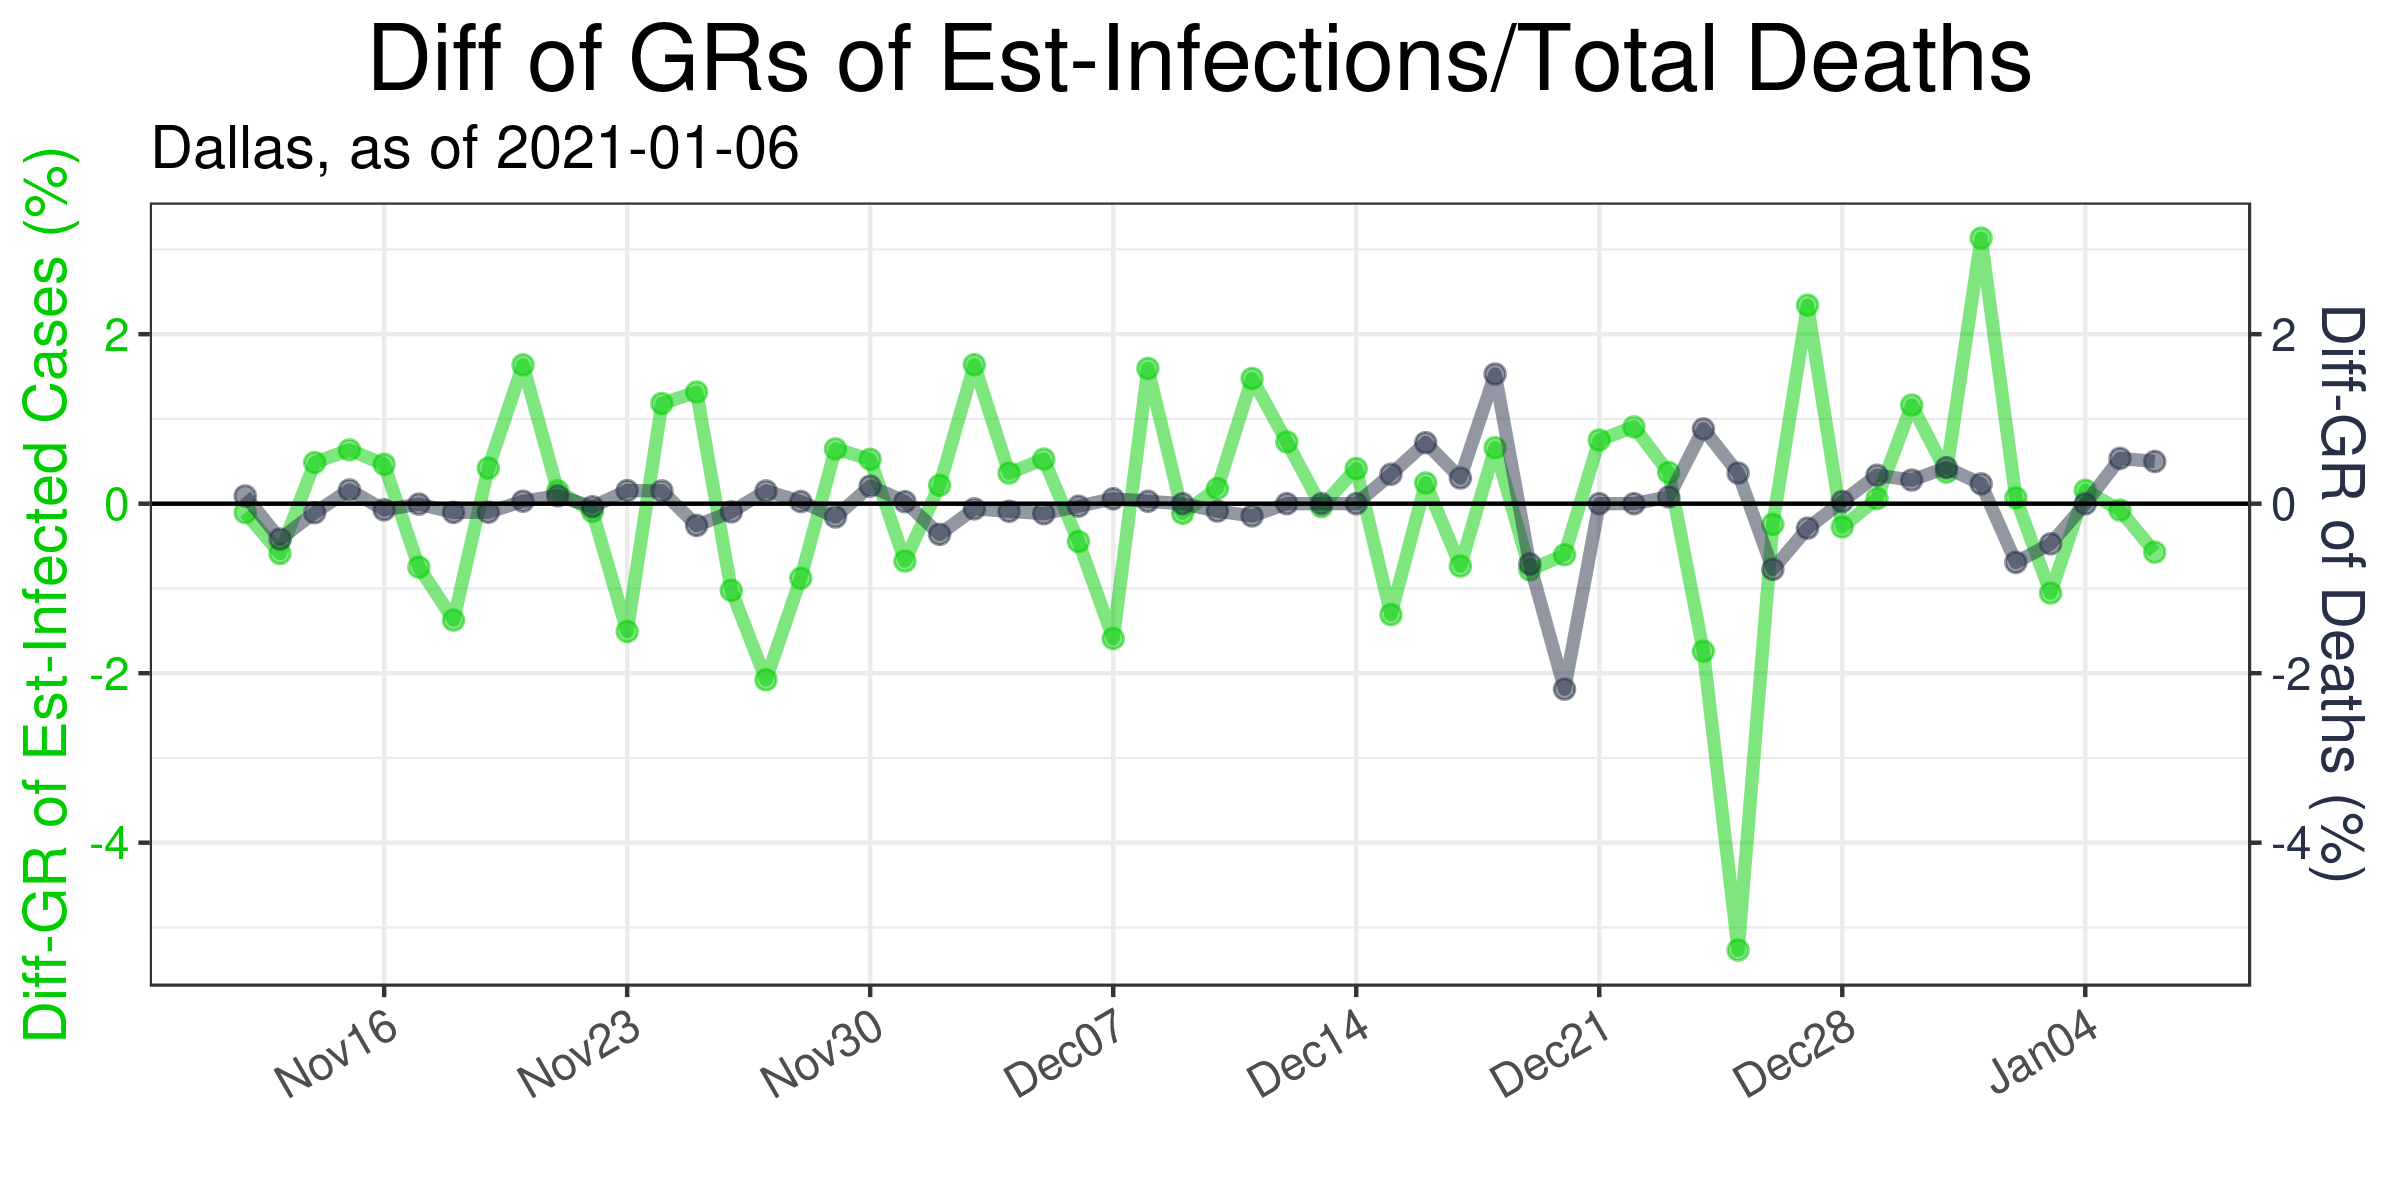 Diff of GRs of Est-Infections/Total Deaths
Dallas, as of 2021-01-06
Diff-GR of Est-Infected Cases (%)
2
0
-2
-4
2
0
-2
-4
Diff-GR of Deaths (%)
Nov16
Nov23
Nov30
Dec07
Dec14
Dec21
Dec28
Jan04